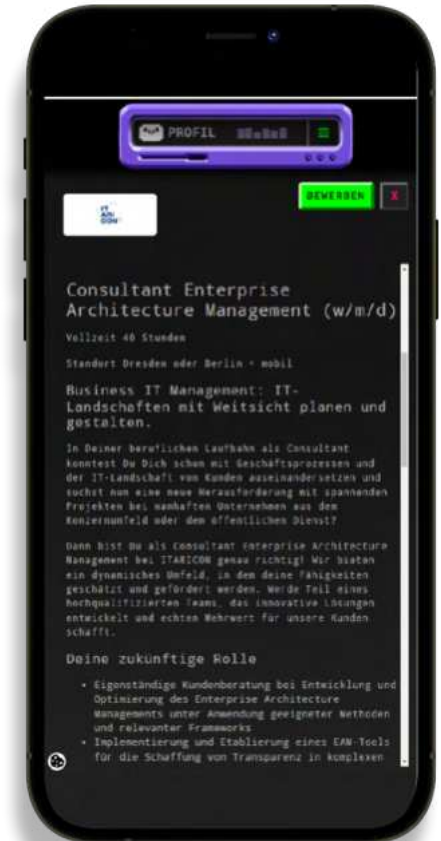 PROFIL
BEWERBEN
X
IT
ARI
CON
Consultant Enterprise
Architecture Management (w/m/d)
Vollzeit 40 Stunden
Standort Dresden oder Berlin + mobil
Business IT Management: IT-
Landschaften mit Weitsicht planen und
gestalten.
In Deiner beruflichen Laufbahn als Consultant
konntest Du Dich schon mit Geschäftsprozessen und
der IT-Landschaft von Kunden auseinandersetzen und
suchst nun eine neue Herausforderung mit spannenden
Projekten bei namhaften Unternehmen aus dem
Konzernumfeld oder dem öffentlichen Dienst?
Dann bist Du als Consultant Enterprise Architecture
Management bei ITARICON genau richtig! Wir bieten
ein dynamisches Umfeld, in dem deine Fähigkeiten
geschätzt und gefördert werden. Werde Teil eines
hochqualifizierten Teams, das innovative Lösungen
entwickelt und echten Mehrwert für unsere Kunden
schafft.
Deine zukünftige Rolle
• Eigenständige Kundenberatung bei Entwicklung und
Optimierung des Enterprise Architecture
Managements unter Anwendung geeigneter Methoden
und relevanter Frameworks
• Implementierung und Etablierung eines EAM-Tools
für die Schaffung von Transparenz in komplexen